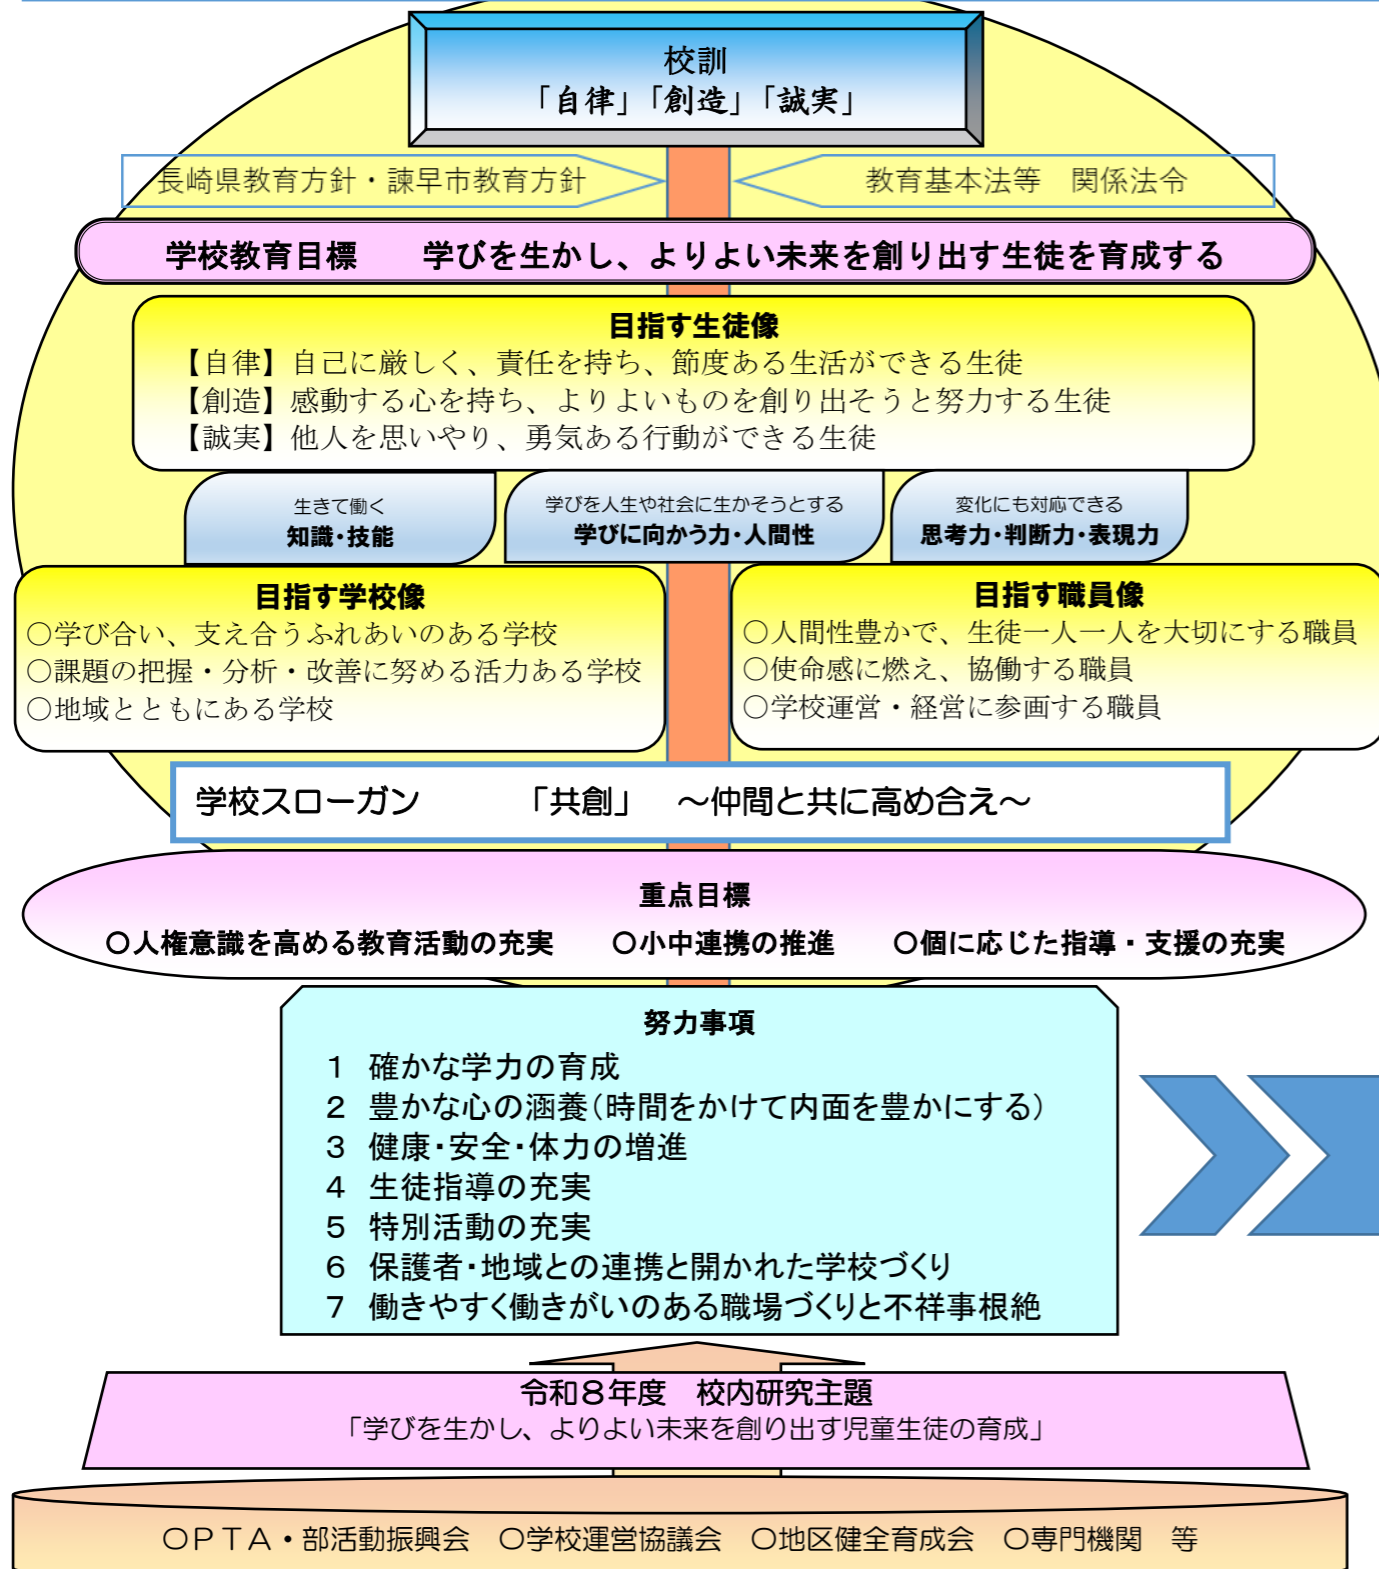 校訓
「自律」「創造」「誠実」
長崎県教育方針・諫早市教育方針
教育基本法等　関係法令
学校教育目標　　学びを生かし、よりよい未来を創り出す生徒を育成する
目指す生徒像
【自律】自己に厳しく、責任を持ち、節度ある生活ができる生徒
【創造】感動する心を持ち、よりよいものを創り出そうと努力する生徒
【誠実】他人を思いやり、勇気ある行動ができる生徒
生きて働く
知識・技能
学びを人生や社会に生かそうとする
学びに向かう力・人間性
変化にも対応できる
思考力・判断力・表現力
目指す学校像
○学び合い、支え合うふれあいのある学校
○課題の把握・分析・改善に努める活力ある学校
○地域とともにある学校
目指す職員像
○人間性豊かで、生徒一人一人を大切にする職員
○使命感に燃え、協働する職員
○学校運営・経営に参画する職員
学校スローガン　　　「共創」　～仲間と共に高め合え～
重点目標
○人権意識を高める教育活動の充実　　○小中連携の推進　　○個に応じた指導・支援の充実
努力事項
１　確かな学力の育成
２　豊かな心の涵養（時間をかけて内面を豊かにする）
３　健康・安全・体力の増進
４　生徒指導の充実
５　特別活動の充実
６　保護者・地域との連携と開かれた学校づくり
７　働きやすく働きがいのある職場づくりと不祥事根絶
令和８年度　校内研究主題
「学びを生かし、よりよい未来を創り出す児童生徒の育成」
○ＰＴＡ・部活動振興会　○学校運営協議会　○地区健全育成会　○専門機関　等